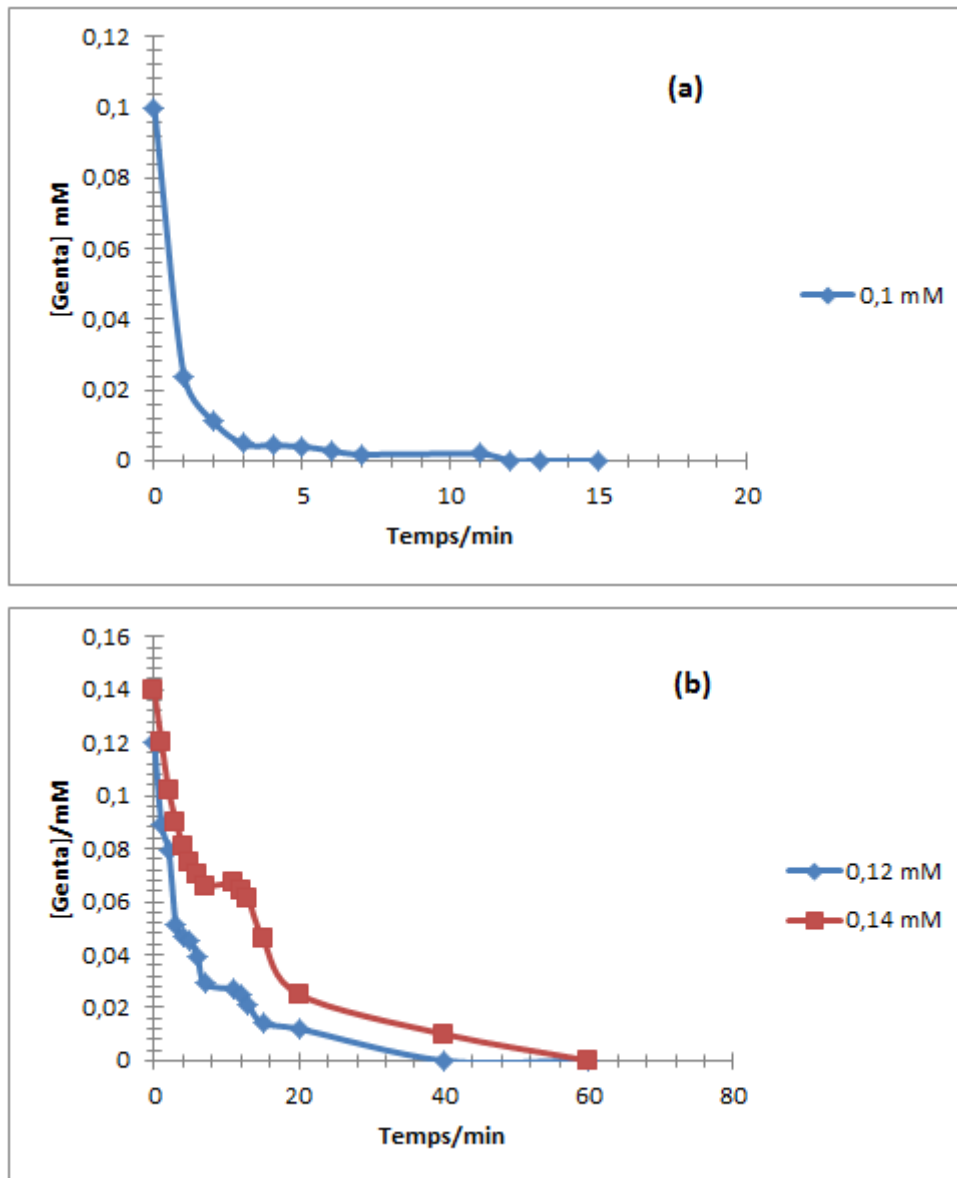 0,12
(a)
0,1
0,08
0,06
0,04
0,02
0
[Genta] mM
0,1 mM
0 5 10 15 20
Temps/min
0,16
0,14
(b)
0,12
0,1
0,08
0,06
0,04
0,02
0
[Genta]/mM
0,12 mM
0,14 mM
0 20 40 60 80
Temps/min